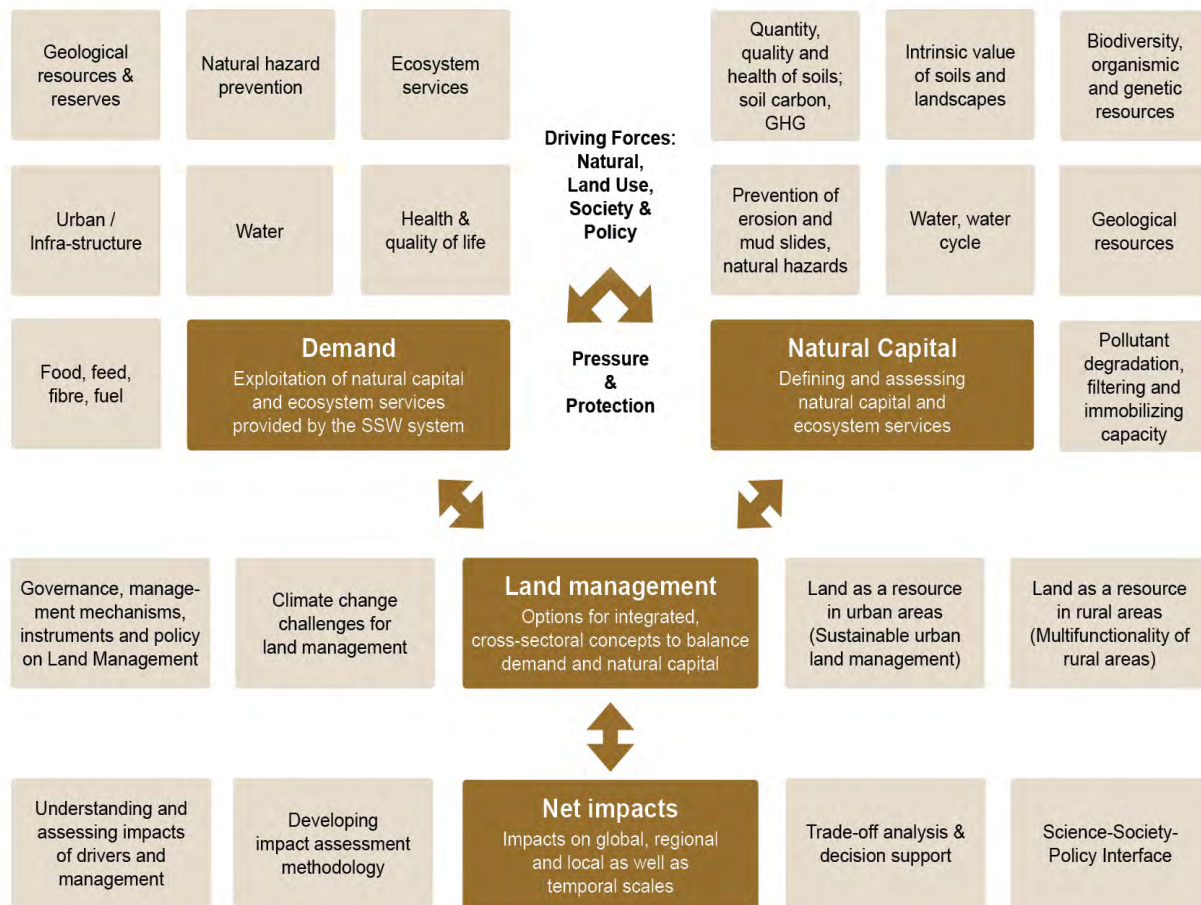 Geological
resources &
reserves
Natural hazard
prevention
Ecosystem
services
Urban /
Infra-structure
Water
Health &
quality of life
Food, feed,
fibre, fuel
Demand
Exploitation of natural capital
and ecosystem services
provided by the SSW system
Driving Forces:
Natural,
Land Use,
Society &
Policy
Pressure
&
Protection
Quantity,
quality and
health of soils;
soil carbon,
GHG
Intrinsic value
of soils and
landscapes
Biodiversity,
organismic
and genetic
resources
Prevention of
erosion and
mud slides,
natural hazards
Water, water
cycle
Geological
resources
Natural Capital
Defining and assessing
natural capital and
ecosystem services
Pollutant
degradation,
filtering and
immobilizing
capacity
Governance, manage-
ment mechanisms,
instruments and policy
on Land Management
Climate change
challenges for
land management
Land management
Options for integrated,
cross-sectoral concepts to balance
demand and natural capital
Land as a resource
in urban areas
(Sustainable urban
land management)
Land as a resource
in rural areas
(Multifunctionality of
rural areas)
Understanding and
assessing impacts
of drivers and
management
Developing
impact assessment
methodology
Net impacts
Impacts on global, regional
and local as well as
temporal scales
Trade-off analysis &
decision support
Science-Society-
Policy Interface